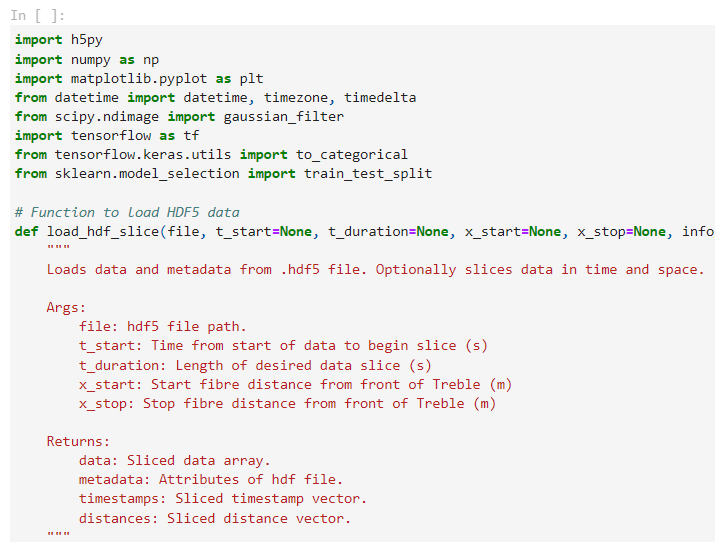 In [ ]:
import h5py
import numpy as np
import matplotlib.pyplot as plt
from datetime import datetime, timezone, timedelta
from scipy.ndimage import gaussian_filter
import tensorflow as tf
from tensorflow.keras.utils import to_categorical
from sklearn.model_selection import train_test_split

# Function to load HDF5 data
def load_hdf_slice(file, t_start=None, t_duration=None, x_start=None, x_stop=None, info
    """
    Loads data and metadata from .hdf5 file. Optionally slices data in time and space.

    Args:
        file: hdf5 file path.
        t_start: Time from start of data to begin slice (s)
        t_duration: Length of desired data slice (s)
        x_start: Start fibre distance from front of Treble (m)
        x_stop: Stop fibre distance from front of Treble (m)

    Returns:
        data: Sliced data array.
        metadata: Attributes of hdf file.
        timestamps: Sliced timestamp vector.
        distances: Sliced distance vector.
    """